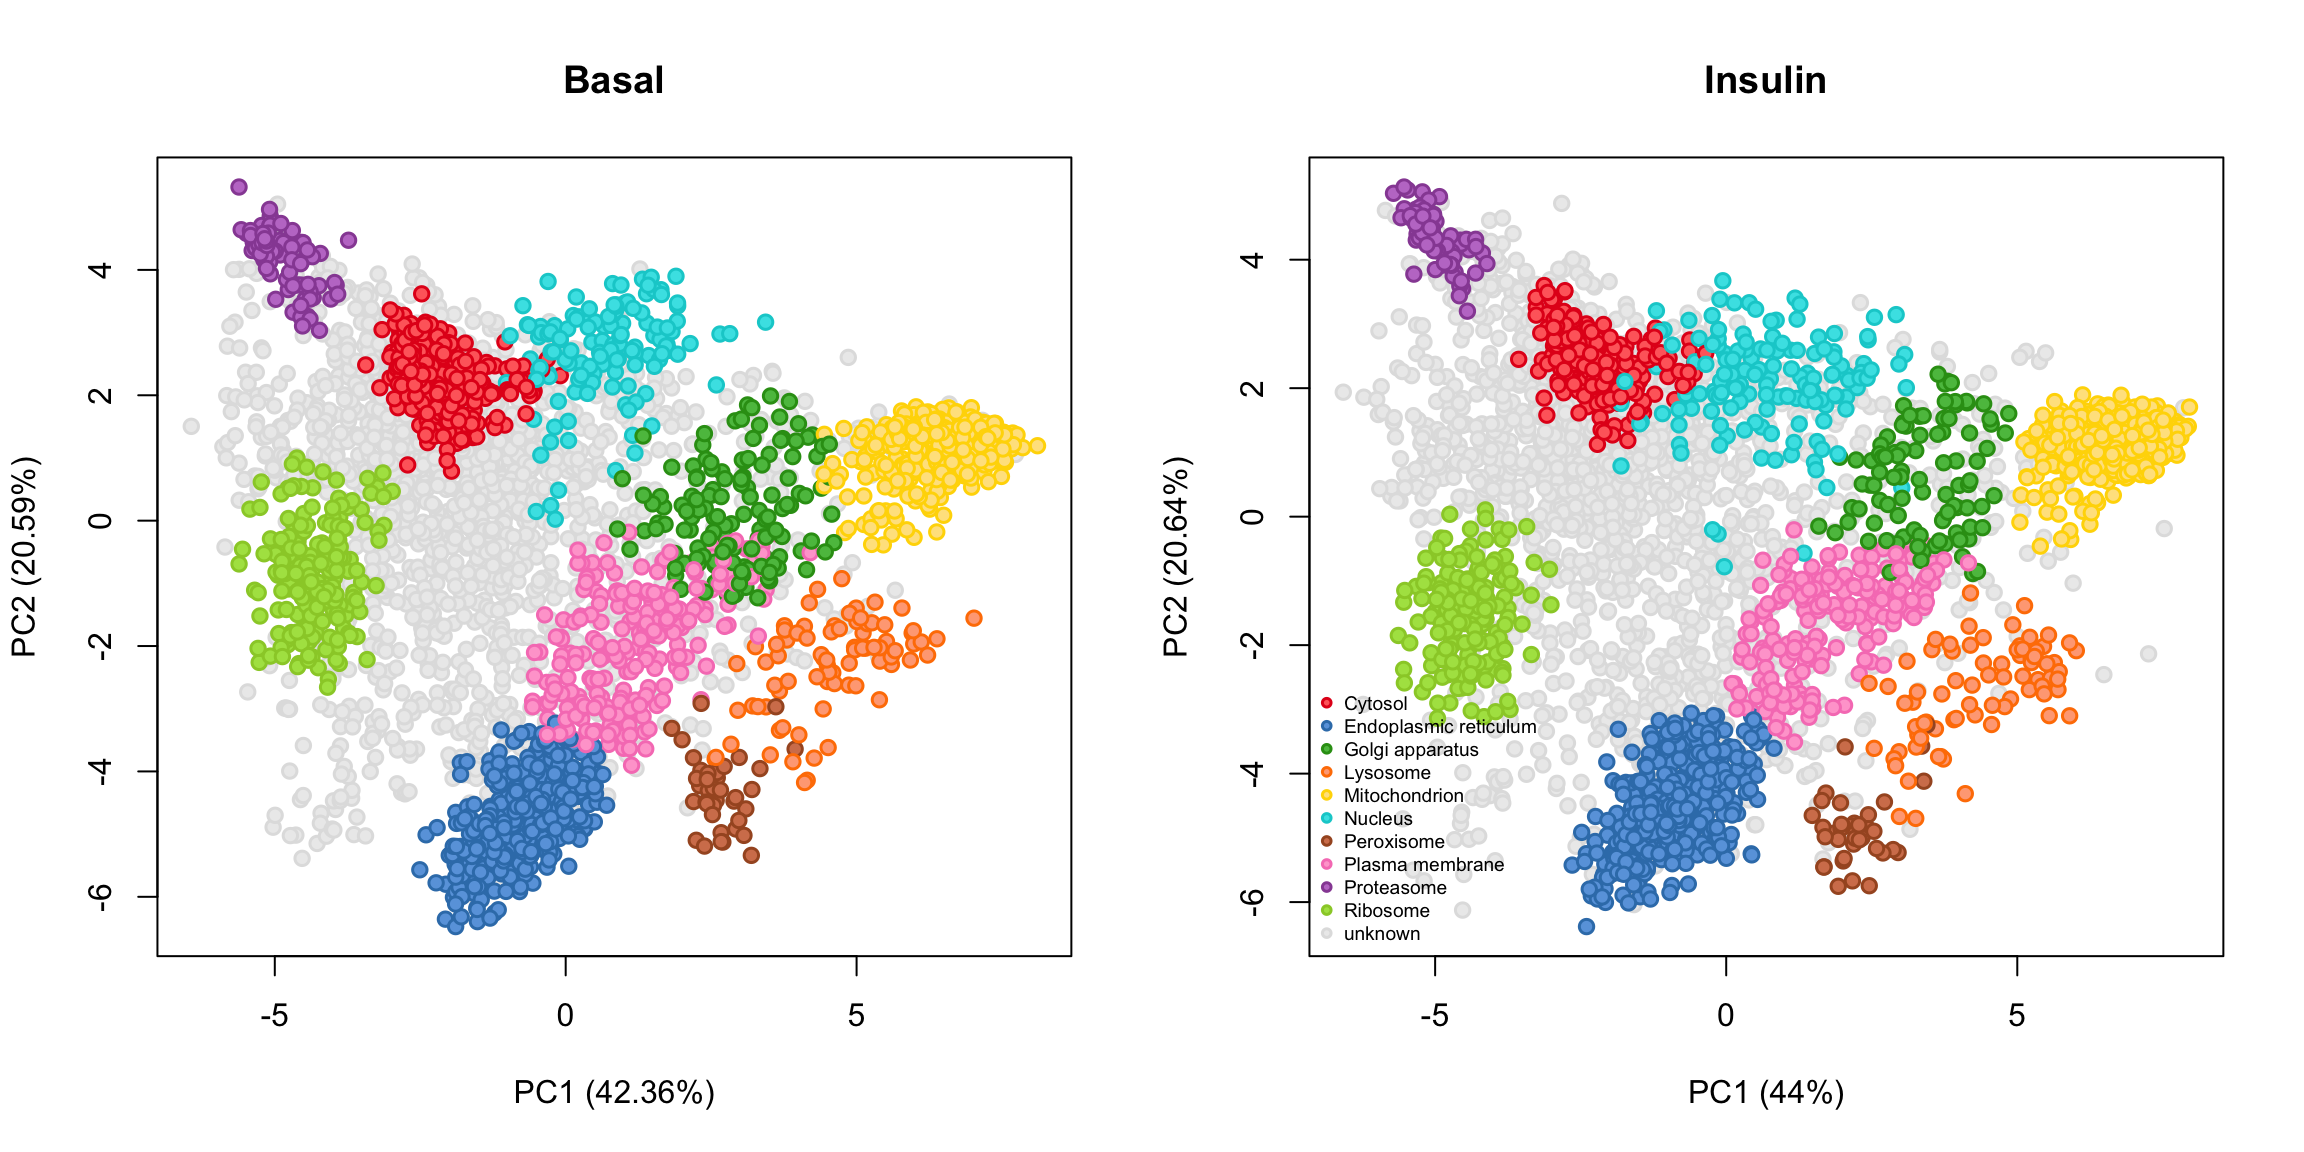 Basal
PC2 (20.59%)
4
2
0
-2
-4
-6
-5 0 5
PC1 (42.36%)
Insulin
PC2 (20.64%)
4
2
0
-2
-4
-6
Cytosol
Endoplasmic reticulum
Golgi apparatus
Lysosome
Mitochondrion
Nucleus
Peroxisome
Plasma membrane
Proteasome
Ribosome
unknown
-5 0 5
PC1 (44%)